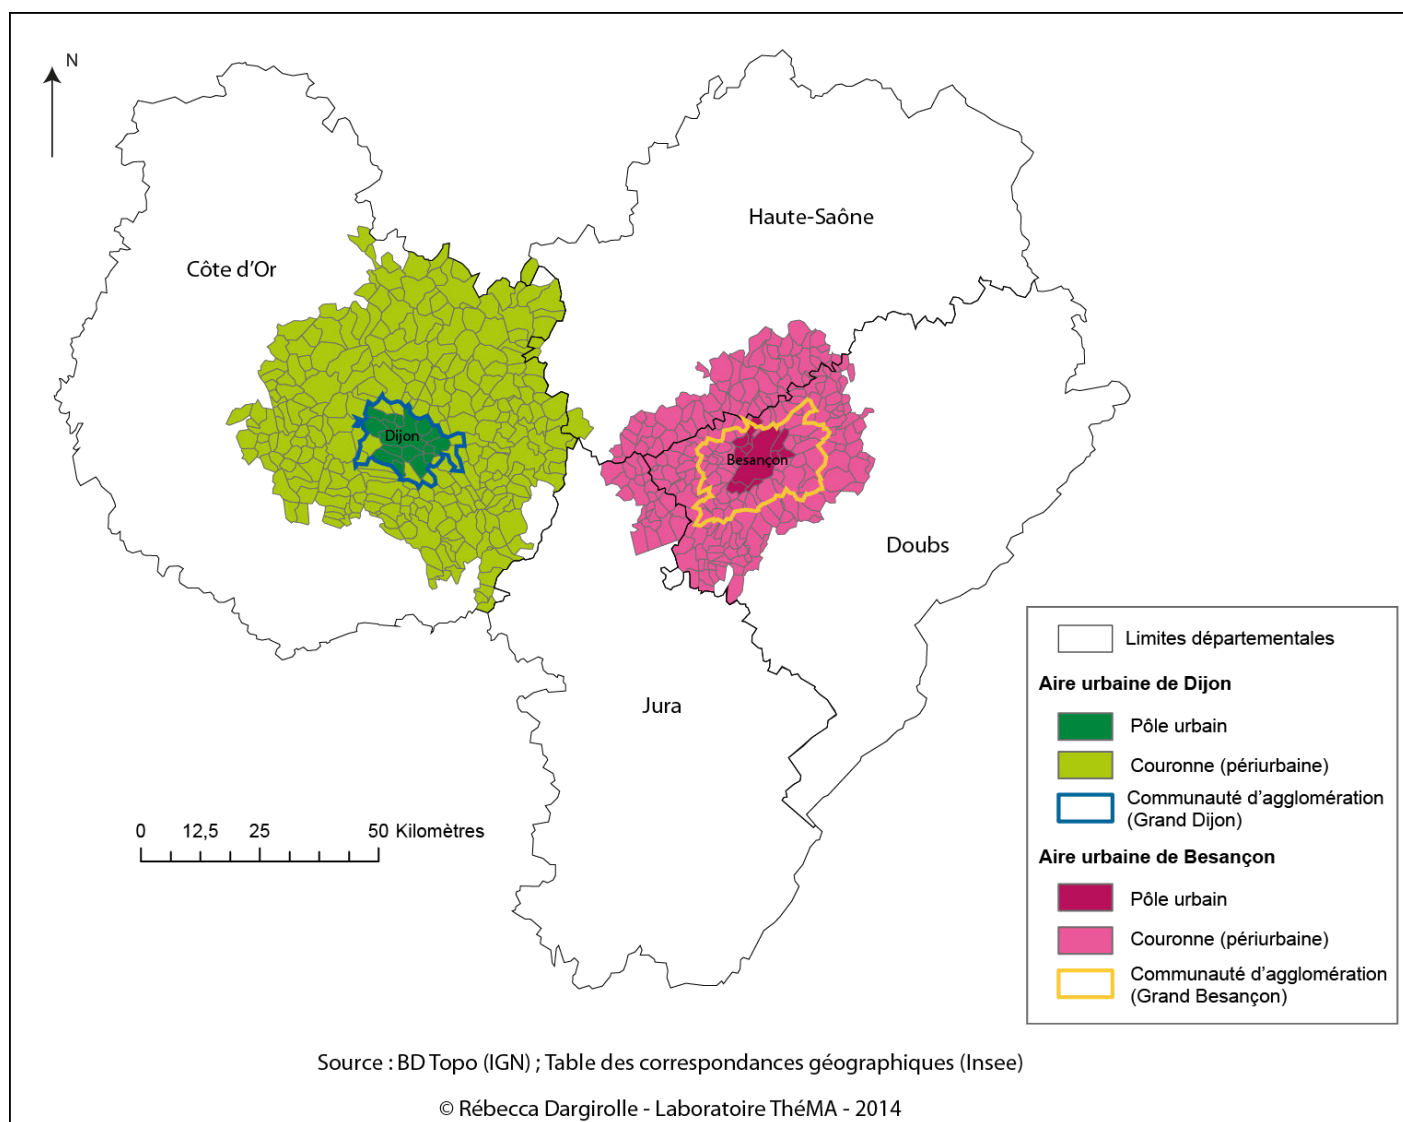 N
Haute-Saône
Côte d'Or
Dijon
Besançon
Doubs
Jura
0 12,5 25 50 Kilomètres
Limites départementales
Aire urbaine de Dijon
Pôle urbain
Couronne (périurbaine)
Communauté d'agglomération
(Grand Dijon)
Aire urbaine de Besançon
Pôle urbain
Couronne (périurbaine)
Communauté d'agglomération
(Grand Besançon)
Source : BD Topo (IGN) ; Table des correspondances géographiques (Insee)
© Rébecca Dargirolle - Laboratoire ThéMA - 2014